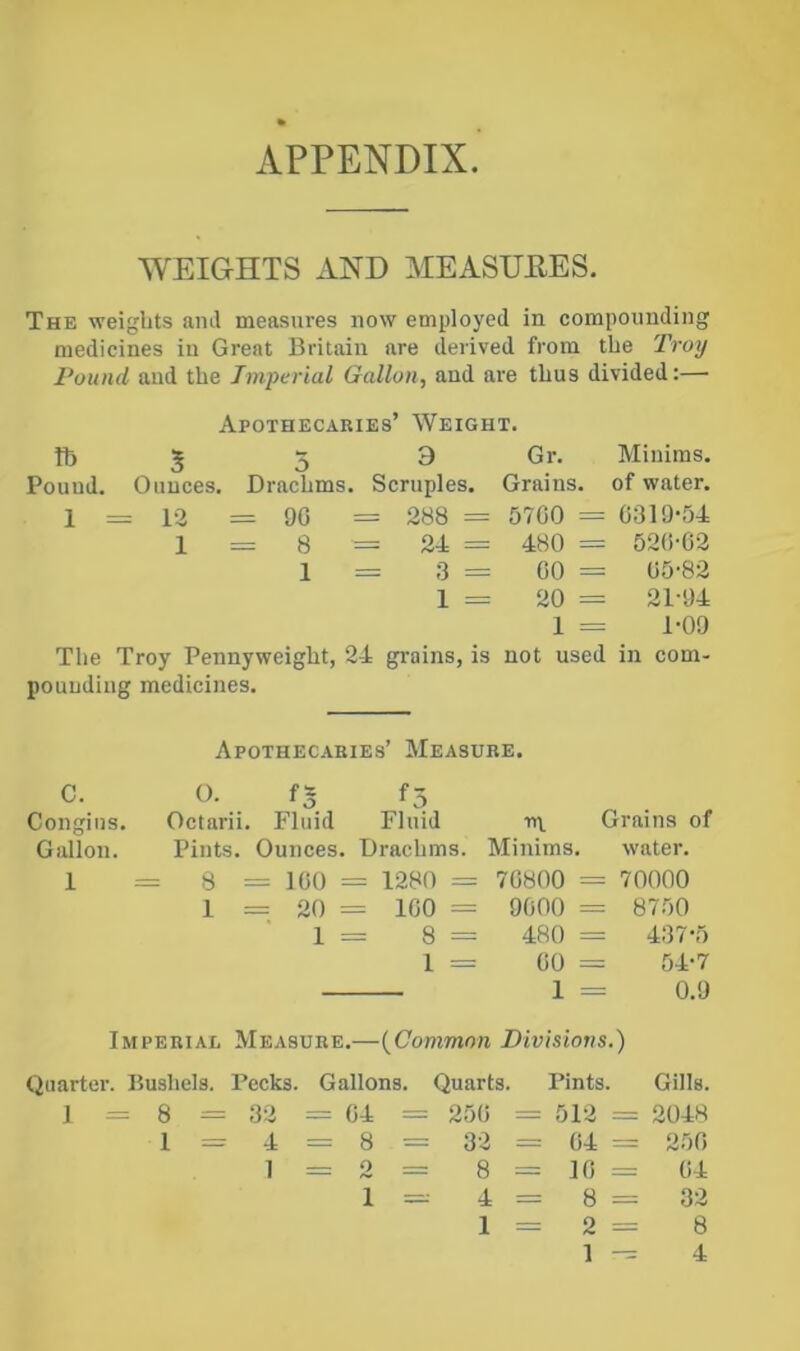 APPENDIX.
WEIGHTS AND MEASURES.
The weights and measures now employed in compounding
medicines in Great Britain are derived from the Troy
Pound and the Imperial Gallon, and are thus divided:—
Apothecaries’ Weight.
℔ ℥ ʒ ℈ Gr. Minims.
Pound. Ounces. Drachms. Scruples. Grains. of water.
1 = 12 = 96 = 288 = 5760 = 6319·54
1 = 8 = 24 = 480 = 526·62
1 = 3 = 60 = 65·82
1 = 20 = 21·94
1 = 1·09
The Troy Pennyweight, 24 grains, is not used in com-
pounding medicines.
Apothecaries’ Measure.
C. O. f℥ fʒ
Congius. Octarii. Fluid Fluid ♏ Grains of
Gallon. Pints. Ounces. Drachms. Minims. water.
1 = 8 = 160 = 1280 = 76800 = 70000
1 = 20 = 160 = 9600 = 8750
1 = 8 = 480 = 437·5
1 = 60 = 54·7
1 = 0.9
Imperial Measure.—(Common Divisions.)
Quarter. Bushels. Pecks. Gallons. Quarts. Pints. Gills.
1 = 8 = 32 = 64 = 256 = 512 = 2048
1 = 4 = 8 = 32 = 64 = 256
1 = 2 = 8 = 16 = 64
1 = 4 = 8 = 32
1 = 2 = 8
1 = 4